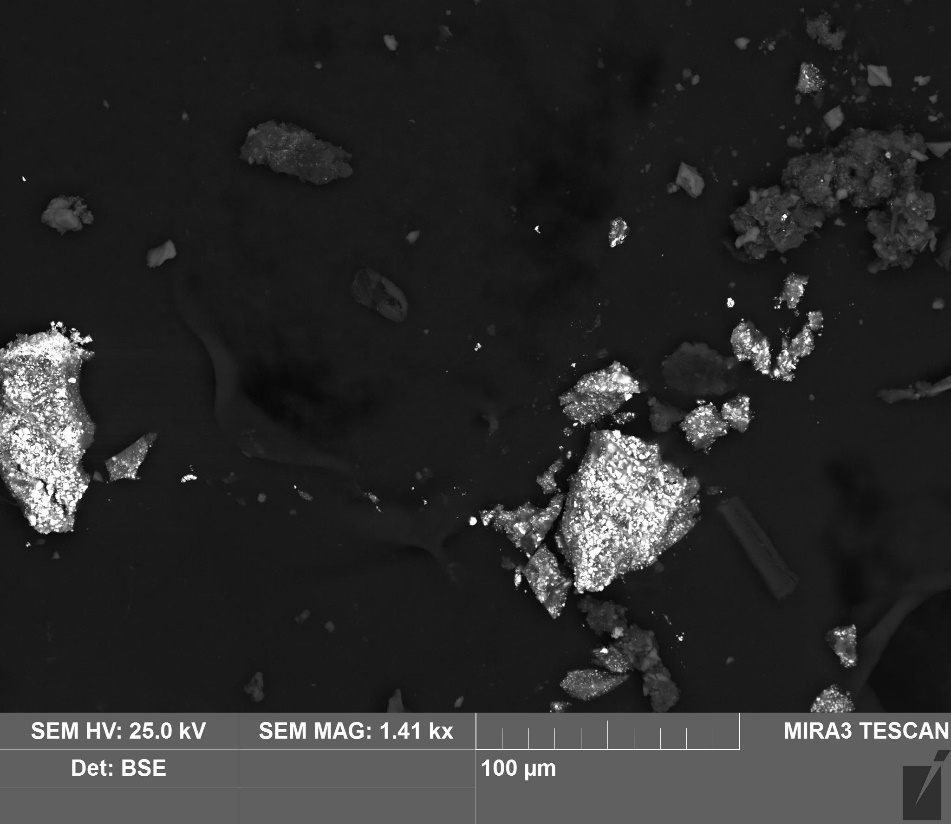 SEM HV: 25.0 kV
SEM MAG: 1.41 kx
MIRA3 TESCAN
Det: BSE
100 µm